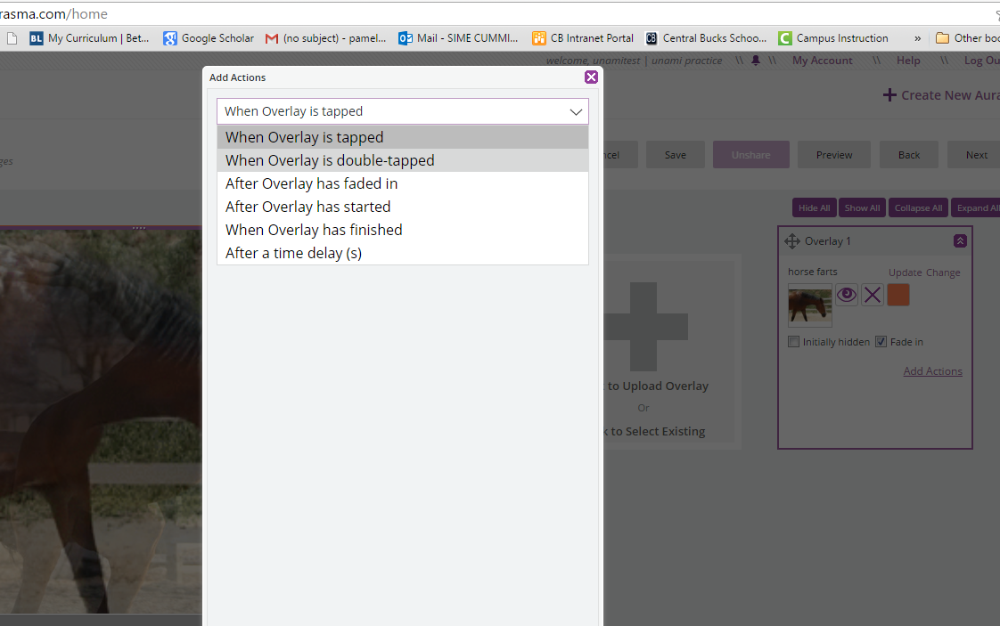 rasma.com/home
My Curriculum | Bet... Google Scholar (no subject) - pamel... Mail - SIME CUMMI... CB Intranet Portal Central Bucks Schoo... Campus Instruction » Other boo
welcome, unamitest | unami practice \\ \\ My Account \\ Help \\ Log Ou
Add Actions
Create New Aura
When Overlay is tapped
When Overlay is tapped
When Overlay is double-tapped
After Overlay has faded in
After Overlay has started
When Overlay has finished
After a time delay (s)
ges
ncel Save Unshare Preview Back Next
Hide All Show All Collapse All Expand All
Overlay 1
horse farts Update Change
Initially hidden Fade in
Add Actions
to Upload Overlay
Or
k to Select Existing